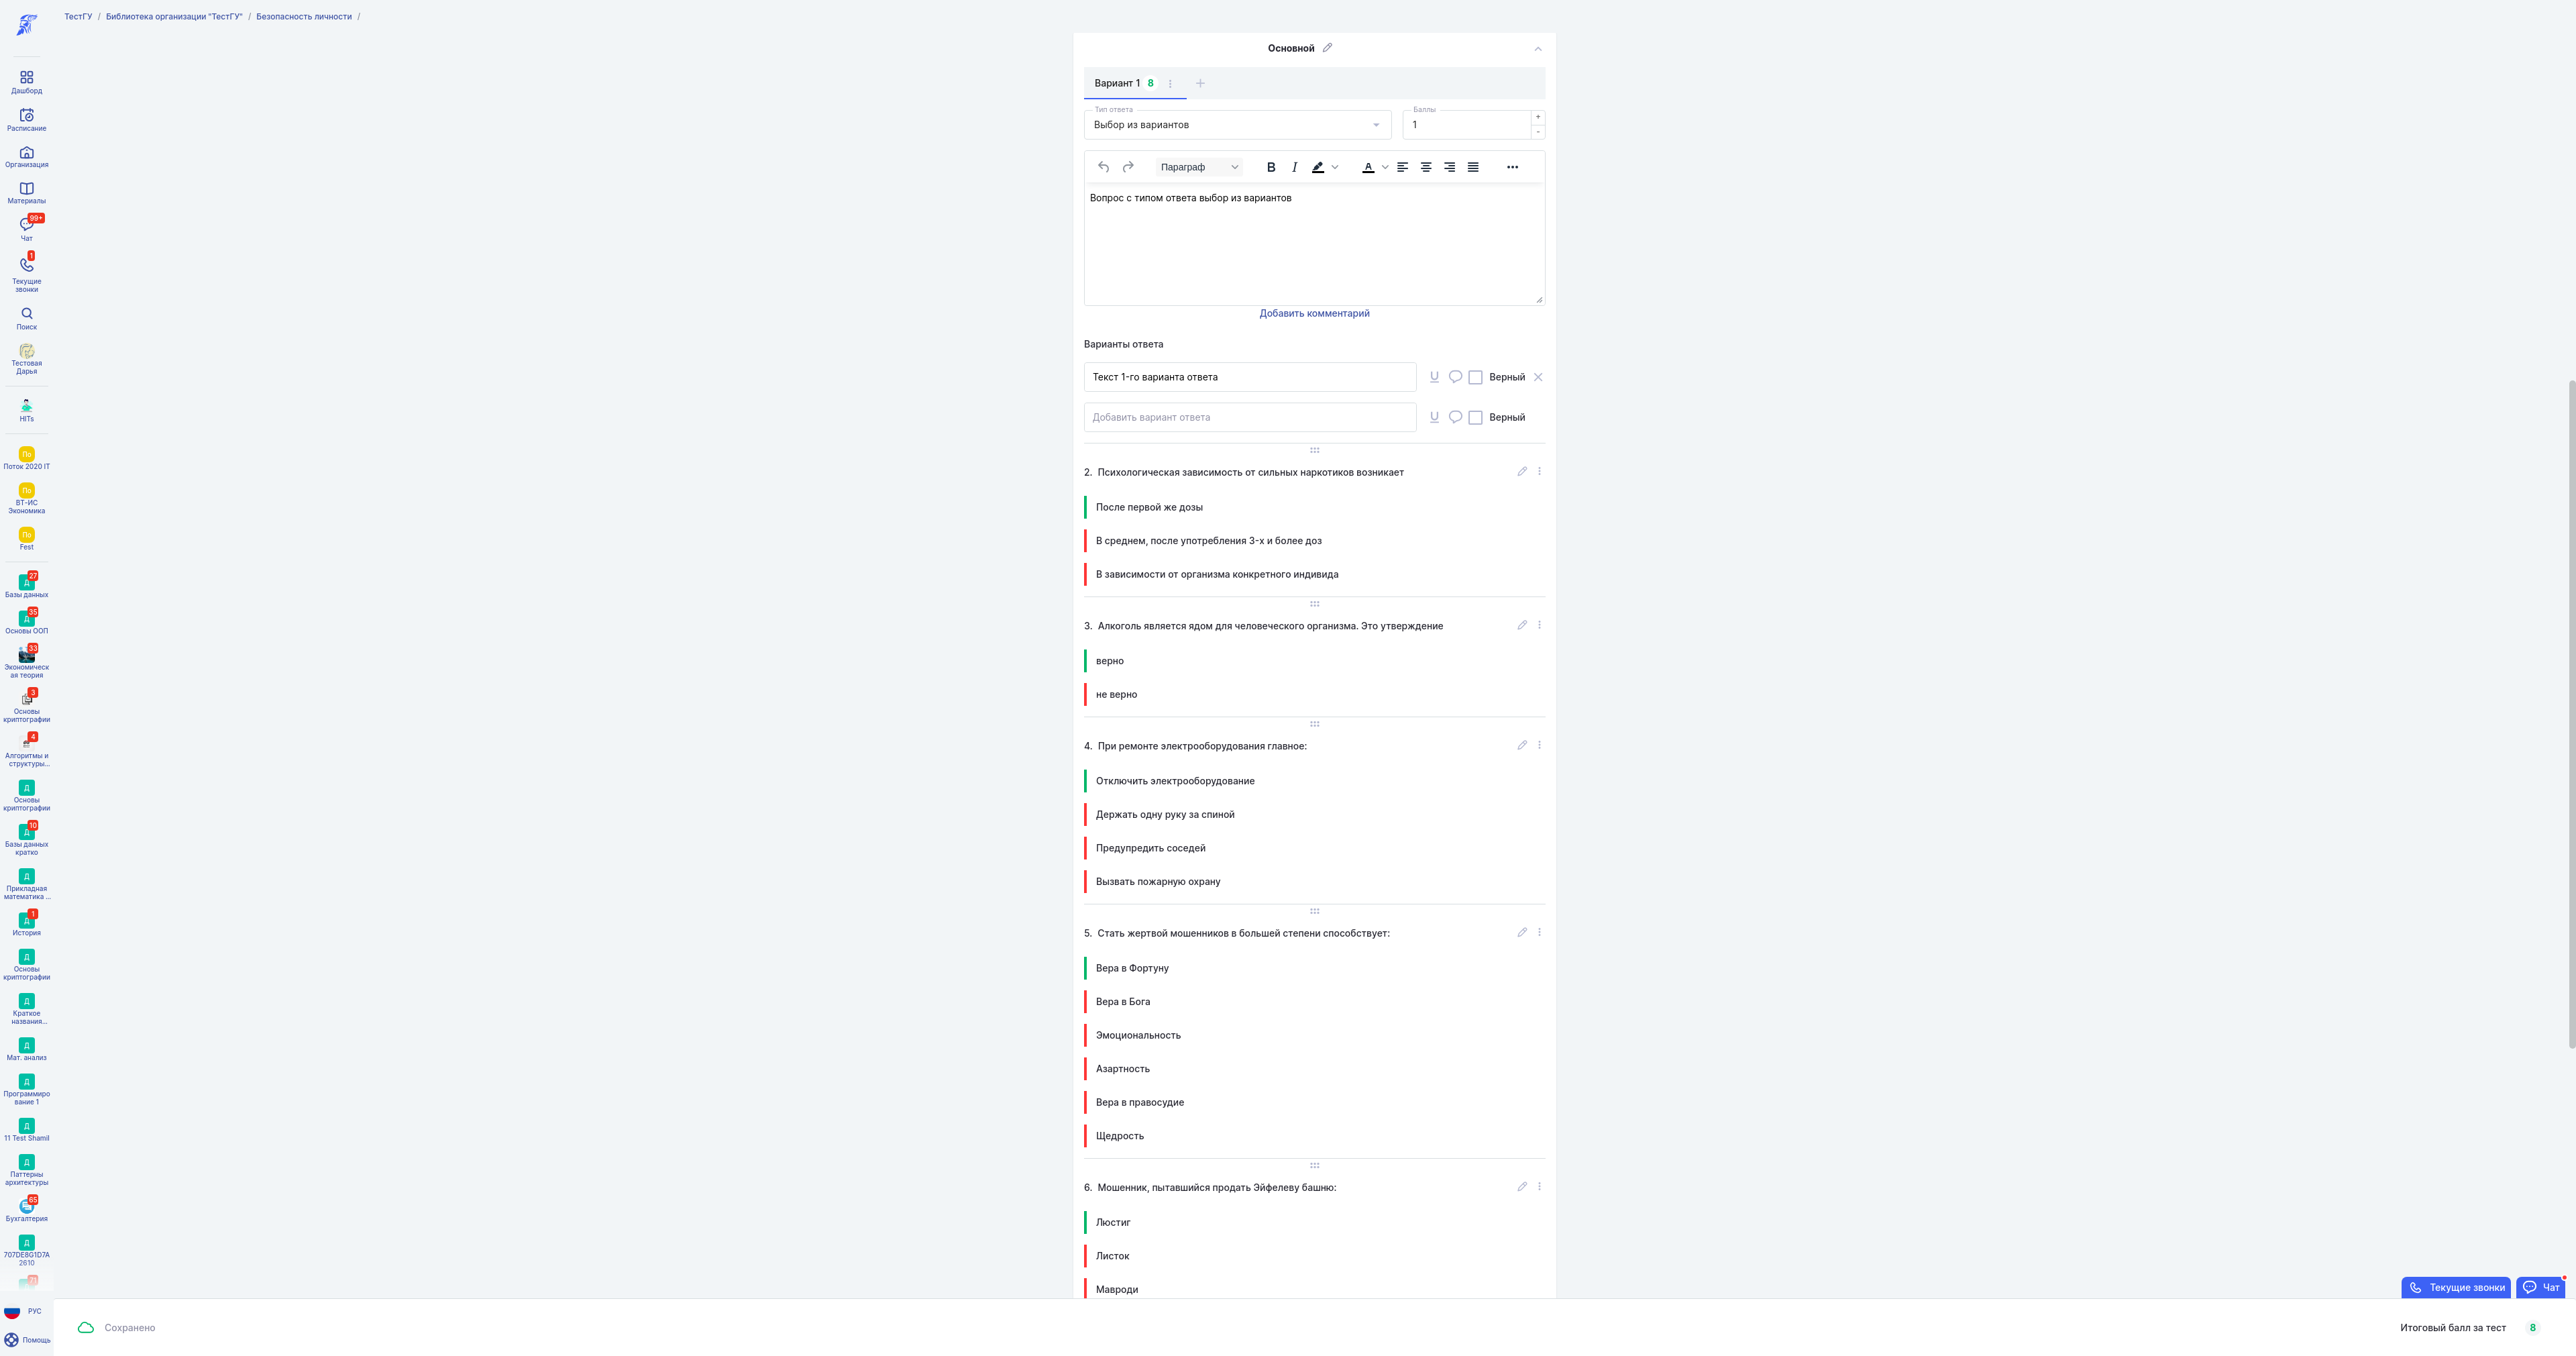 ТестГУ / Библиотека организации "ТестГУ" / Безопасность личности /
Дашборд
Расписание
Организация
Материалы
99+
Чат
1
Текущие
звонки
Поиск
Тестовая
Дарья
HITs
По
Поток 2020 IT
По
ВТ-ИС
Экономика
По
Fest
Д
27
Базы данных
Д
35
Основы ООП
33
Экономическ
ая теория
3
Основы
криптографии
4
Алгоритмы и
структуры...
Д
Основы
криптографии
Д
10
Базы данных
кратко
Д
Прикладная
математика ...
Д
1
История
Д
Основы
криптографии
Д
Краткое
названия...
Д
Мат. анализ
Д
Программиро
вание 1
Д
11 Test Shamil
Д
Паттерны
архитектуры
65
Бухгалтерия
Д
707DE8G1D7A
2610
21
РУС
Помощь
Основной
Вариант 1 8
Тип ответа
Выбор из вариантов
Баллы
1
+
-
Параграф
B I A
Вопрос с типом ответа выбор из вариантов
Добавить комментарий
Варианты ответа
Текст 1-го варианта ответа U Верный
Добавить вариант ответа U Верный
2. Психологическая зависимость от сильных наркотиков возникает
После первой же дозы
В среднем, после употребления 3-х и более доз
В зависимости от организма конкретного индивида
3. Алкоголь является ядом для человеческого организма. Это утверждение
верно
не верно
4. При ремонте электрооборудования главное:
Отключить электрооборудование
Держать одну руку за спиной
Предупредить соседей
Вызвать пожарную охрану
5. Стать жертвой мошенников в большей степени способствует:
Вера в Фортуну
Вера в Бога
Эмоциональность
Азартность
Вера в правосудие
Щедрость
6. Мошенник, пытавшийся продать Эйфелеву башню:
Люстиг
Листок
Мавроди
Текущие звонки
Чат
Сохранено
Итоговый балл за тест 8